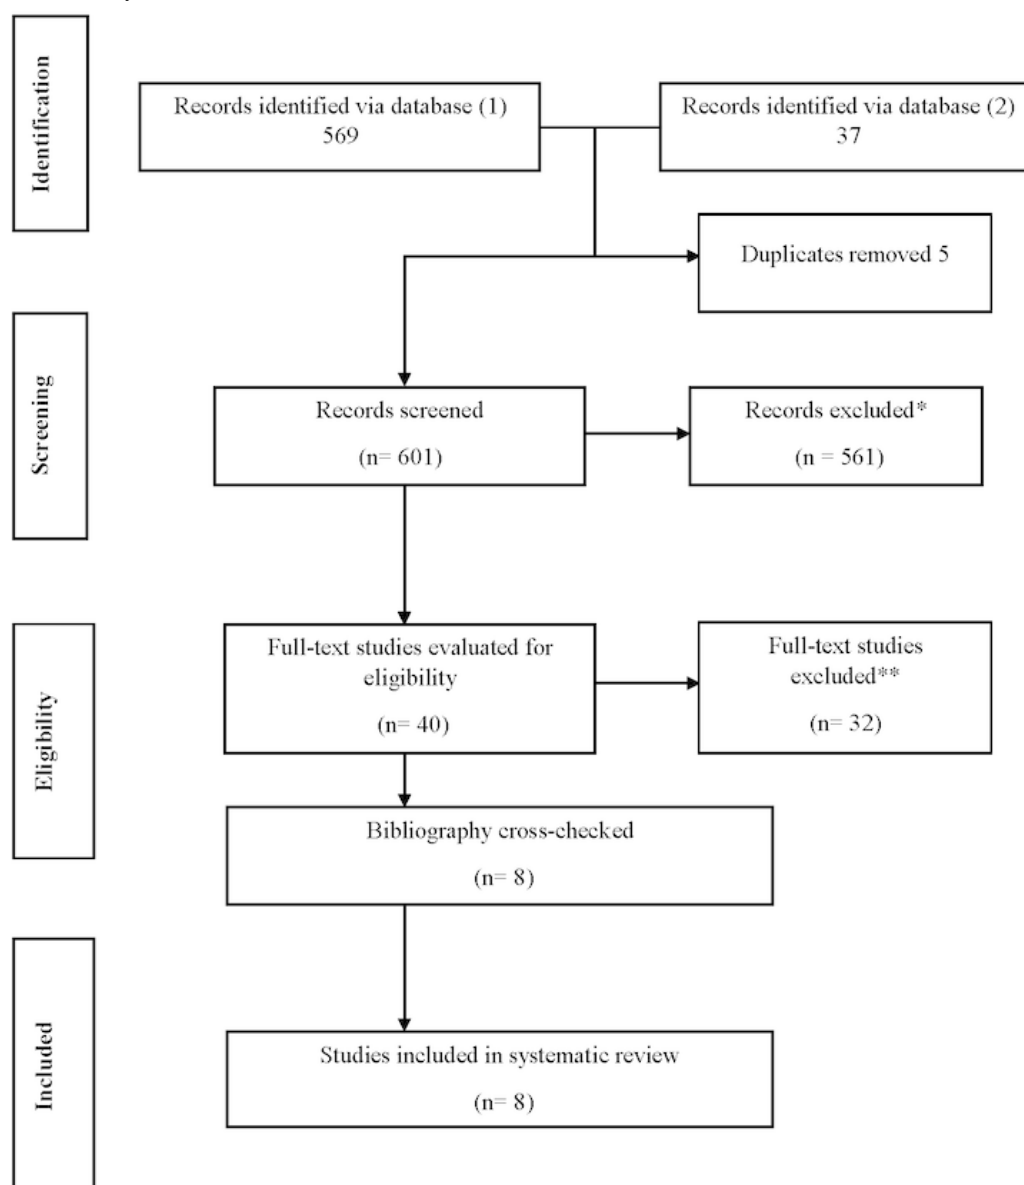 Identification
Records identified via database (1)
569
Records identified via database (2)
37
Duplicates removed 5
Screening
Records screened
(n= 601)
Records excluded*
(n = 561)
Eligibility
Full-text studies evaluated for
eligibility
(n= 40)
Full-text studies
excluded**
(n= 32)
Bibliography cross-checked
(n= 8)
Included
Studies included in systematic review
(n= 8)